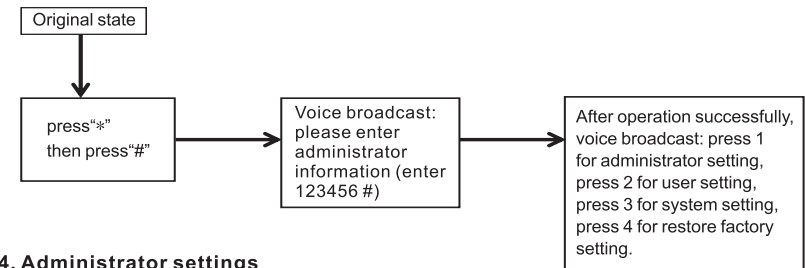 Original state
press“*”
then press“#”
Voice broadcast:
please enter
administrator
information (enter
123456 #)
After operation successfully,
voice broadcast: press 1
for administrator setting,
press 2 for user setting,
press 3 for system setting,
press 4 for restore factory
setting.
4. Administrator settings